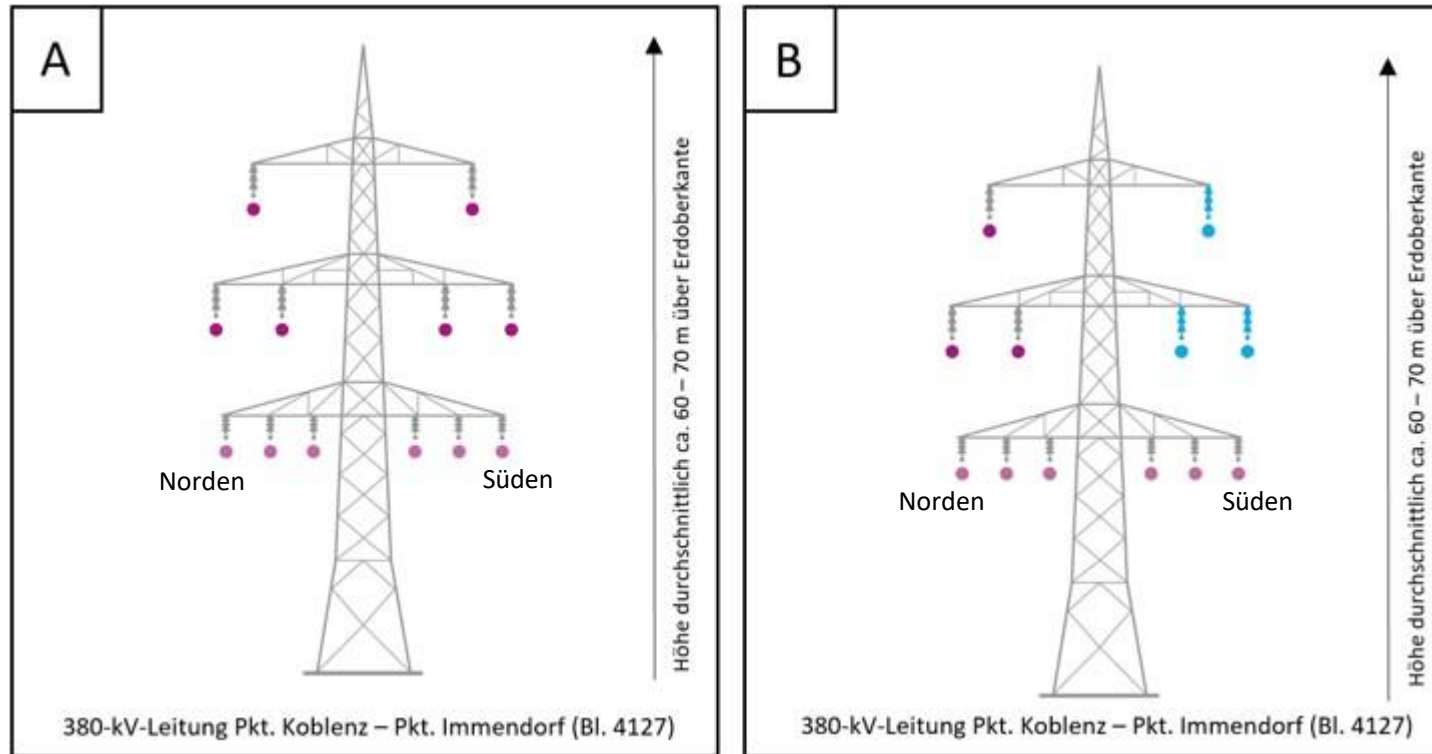 A
Höhe durchschnittlich ca. 60 – 70 m über Erdoberkante
Norden
Süden
380-kV-Leitung Pkt. Koblenz – Pkt. Immendorf (Bl. 4127)
B
Höhe durchschnittlich ca. 60 – 70 m über Erdoberkante
Norden
Süden
380-kV-Leitung Pkt. Koblenz – Pkt. Immendorf (Bl. 4127)